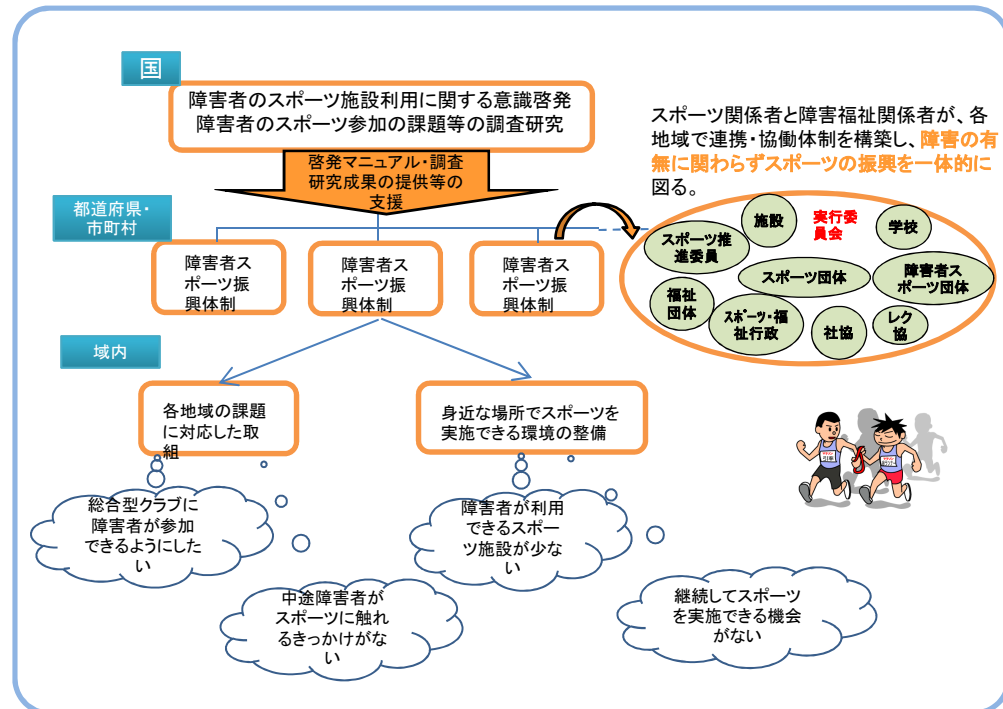 国
障害者のスポーツ施設利用に関する意識啓発
障害者のスポーツ参加の課題等の調査研究
啓発マニュアル・調査
研究成果の提供等の
支援
スポーツ関係者と障害福祉関係者が、各
地域で連携・協働体制を構築し、障害の有
無に関わらずスポーツの振興を一体的に
図る。
都道府県・
市町村
障害者ス
ポーツ振
興体制
障害者ス
ポーツ振
興体制
障害者ス
ポーツ振
興体制
施設
実行委
員会
学校
スポーツ推
進委員
スポーツ団体
障害者ス
ポーツ団体
福祉
団体
スポーツ・福
祉行政
社協
レク
協
域内
各地域の課題
に対応した取
組
身近な場所でスポーツを
実施できる環境の整備
総合型クラブに
障害者が参加
できるようにした
い
障害者が利用
できるスポー
ツ施設が少な
い
中途障害者が
スポーツに触れ
るきっかけがな
い
継続してスポーツ
を実施できる機会
がない